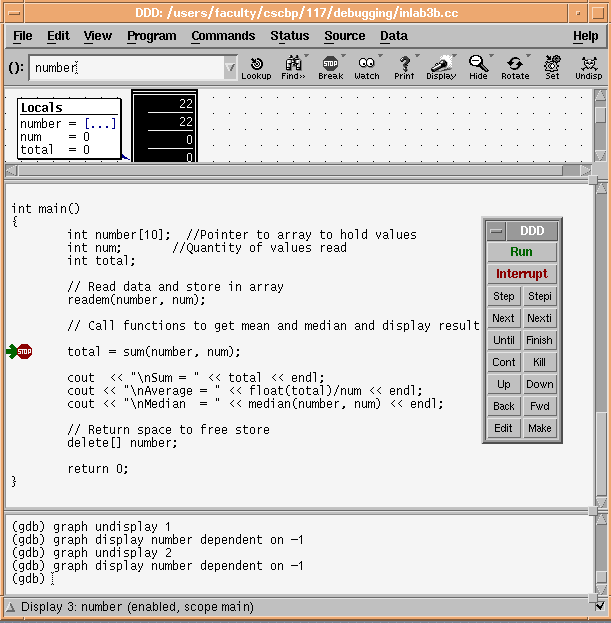 DDD: /users/faculty/cscbp/117/debugging/inlab3b.cc
File Edit View Program Commands Status Source Data Help
(): number
Lookup Find>> Break Watch Print Display Hide Rotate Set Undisp
Locals
number = [...]
num = 0
total = 0
22
22
0
0
int main()
{
int number[10]; //Pointer to array to hold values
int num; //Quantity of values read
int total;
// Read data and store in array
readem(number, num);
// Call functions to get mean and median and display result
STOP total = sum(number, num);
cout << "\nSum = " << total << endl;
cout << "\nAverage = " << float(total)/num << endl;
cout << "\nMedian  = " << median(number, num) << endl;
// Return space to free store
delete[] number;
return 0;
}
DDD
Run
Interrupt
Step Stepi
Next Nexti
Until Finish
Cont Kill
Up Down
Back Fwd
Edit Make
(gdb) graph undisplay 1
(gdb) graph display number dependent on -1
(gdb) graph undisplay 2
(gdb) graph display number dependent on -1
(gdb)
Display 3: number (enabled, scope main)